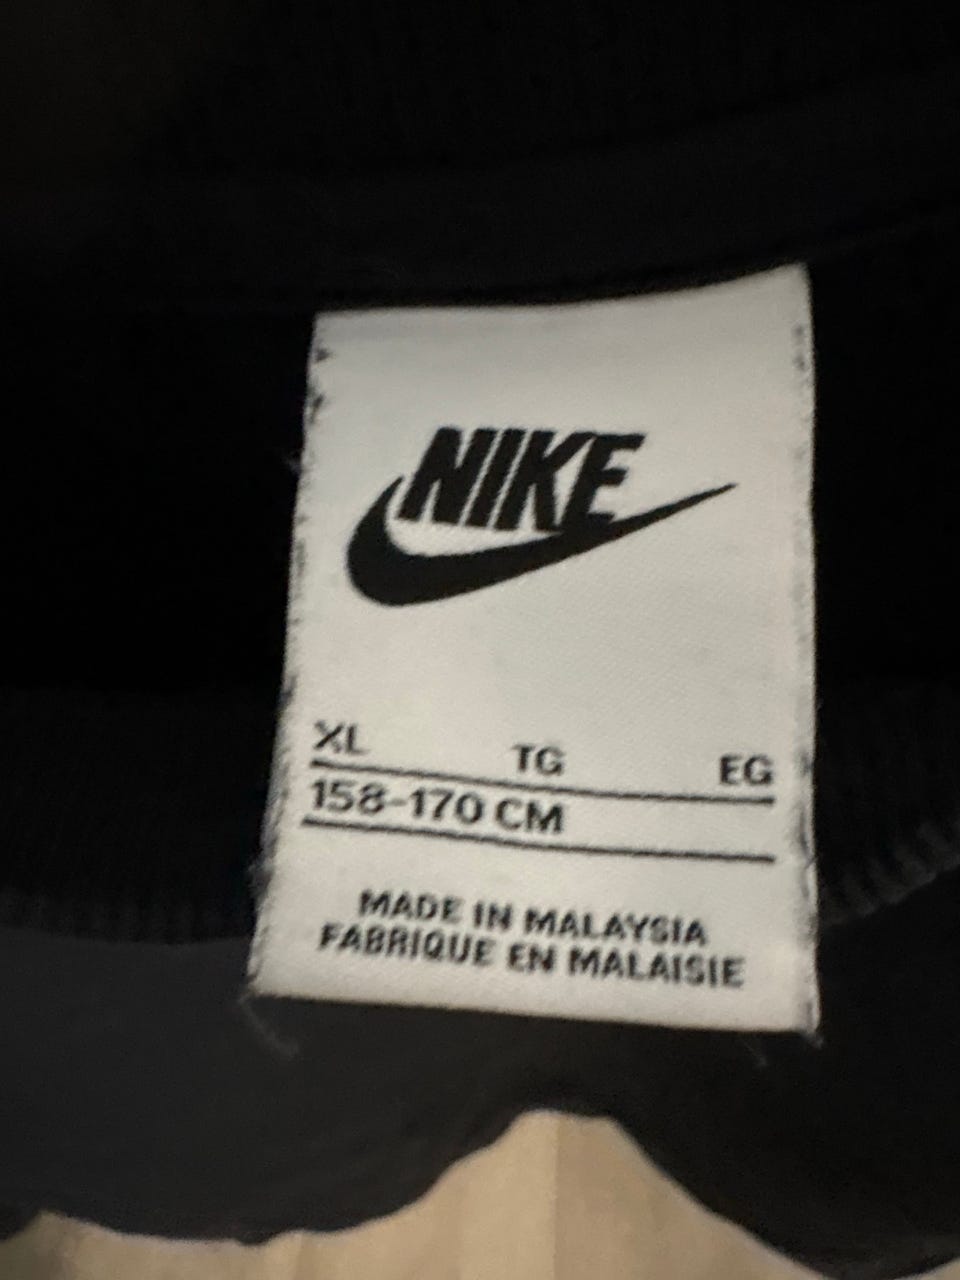 NIKE
XL TG EG
158-170 CM
MADE IN MALAYSIA
FABRIQUE EN MALAISIE